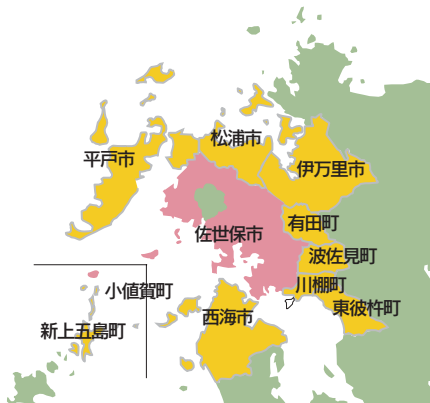 松浦市
平戸市
伊万里市
有田町
佐世保市
波佐見町
川棚町
小値賀町
東彼杵町
西海市
新上五島町